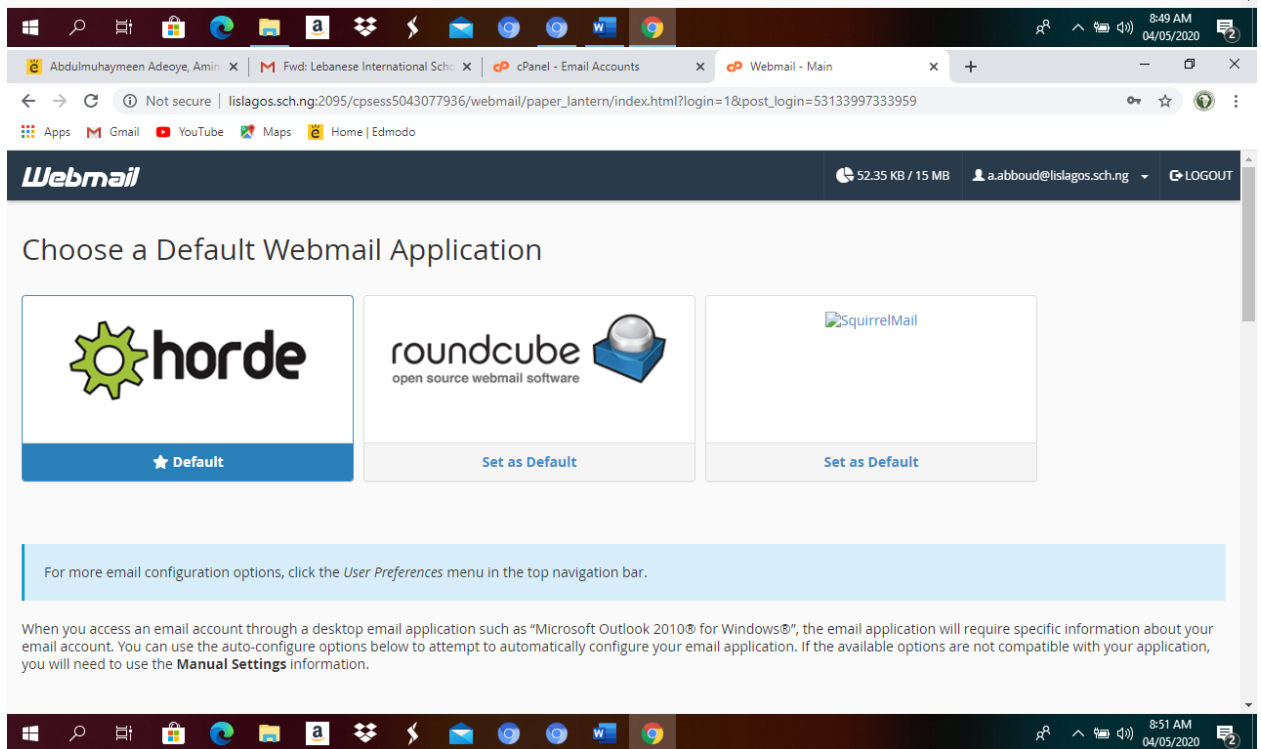 a
W
8:49 AM
04/05/2020
2
ë Abdulmuhaymeen Adeoye, Amin
M Fwd: Lebanese International Scho
cP cPanel - Email Accounts
cP Webmail - Main
Not secure | lislagos.sch.ng:2095/cpsess5043077936/webmail/paper_lantern/index.html?login=1&post_login=53133997333959
Apps M Gmail YouTube Maps ë Home | Edmodo
Webmail
52.35 KB / 15 MB a.abboud@lislagos.sch.ng LOGOUT
Choose a Default Webmail Application
horde
roundcube
open source webmail software
SquirrelMail
Default
Set as Default
Set as Default
For more email configuration options, click the User Preferences menu in the top navigation bar.
When you access an email account through a desktop email application such as “Microsoft Outlook 2010® for Windows®”, the email application will require specific information about your
email account. You can use the auto-configure options below to attempt to automatically configure your email application. If the available options are not compatible with your application,
you will need to use the Manual Settings information.
a
W
8:51 AM
04/05/2020
2